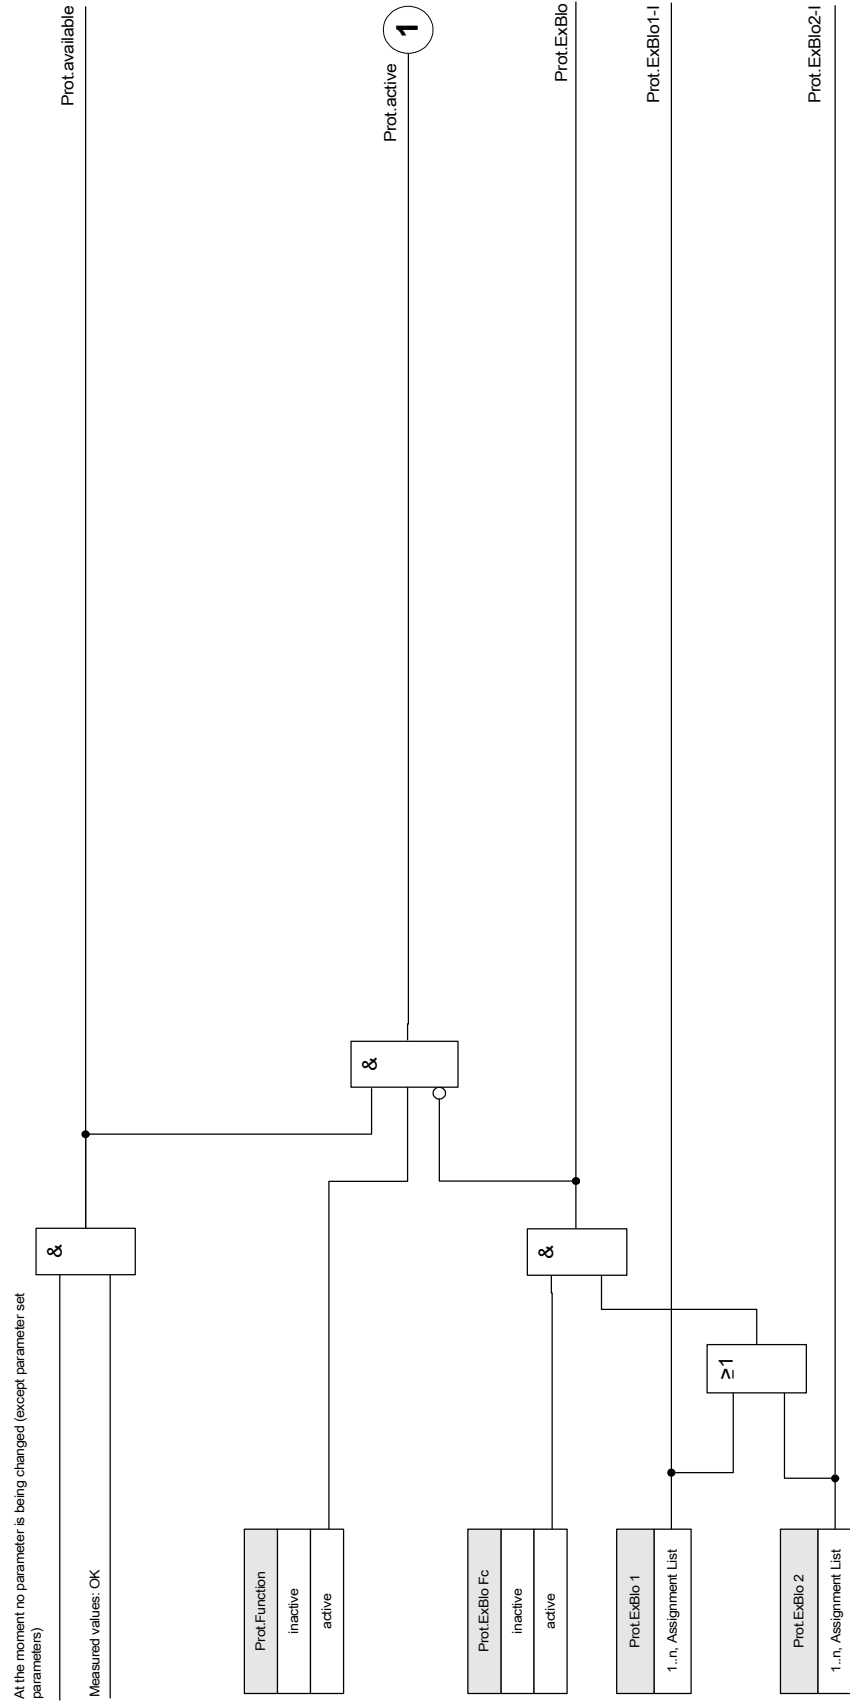 At the moment no parameter is being changed (except parameter set
parameters)
Prot.available
&
Measured values: OK
Prot.Function
inactive
active
&
Prot.active
1
Prot.ExBlo Fc
inactive
active
&
Prot.ExBlo
Prot.ExBlo 1
1..n, Assignment List
Prot.ExBlo1-I
≥1
Prot.ExBlo 2
1..n, Assignment List
Prot.ExBlo2-I